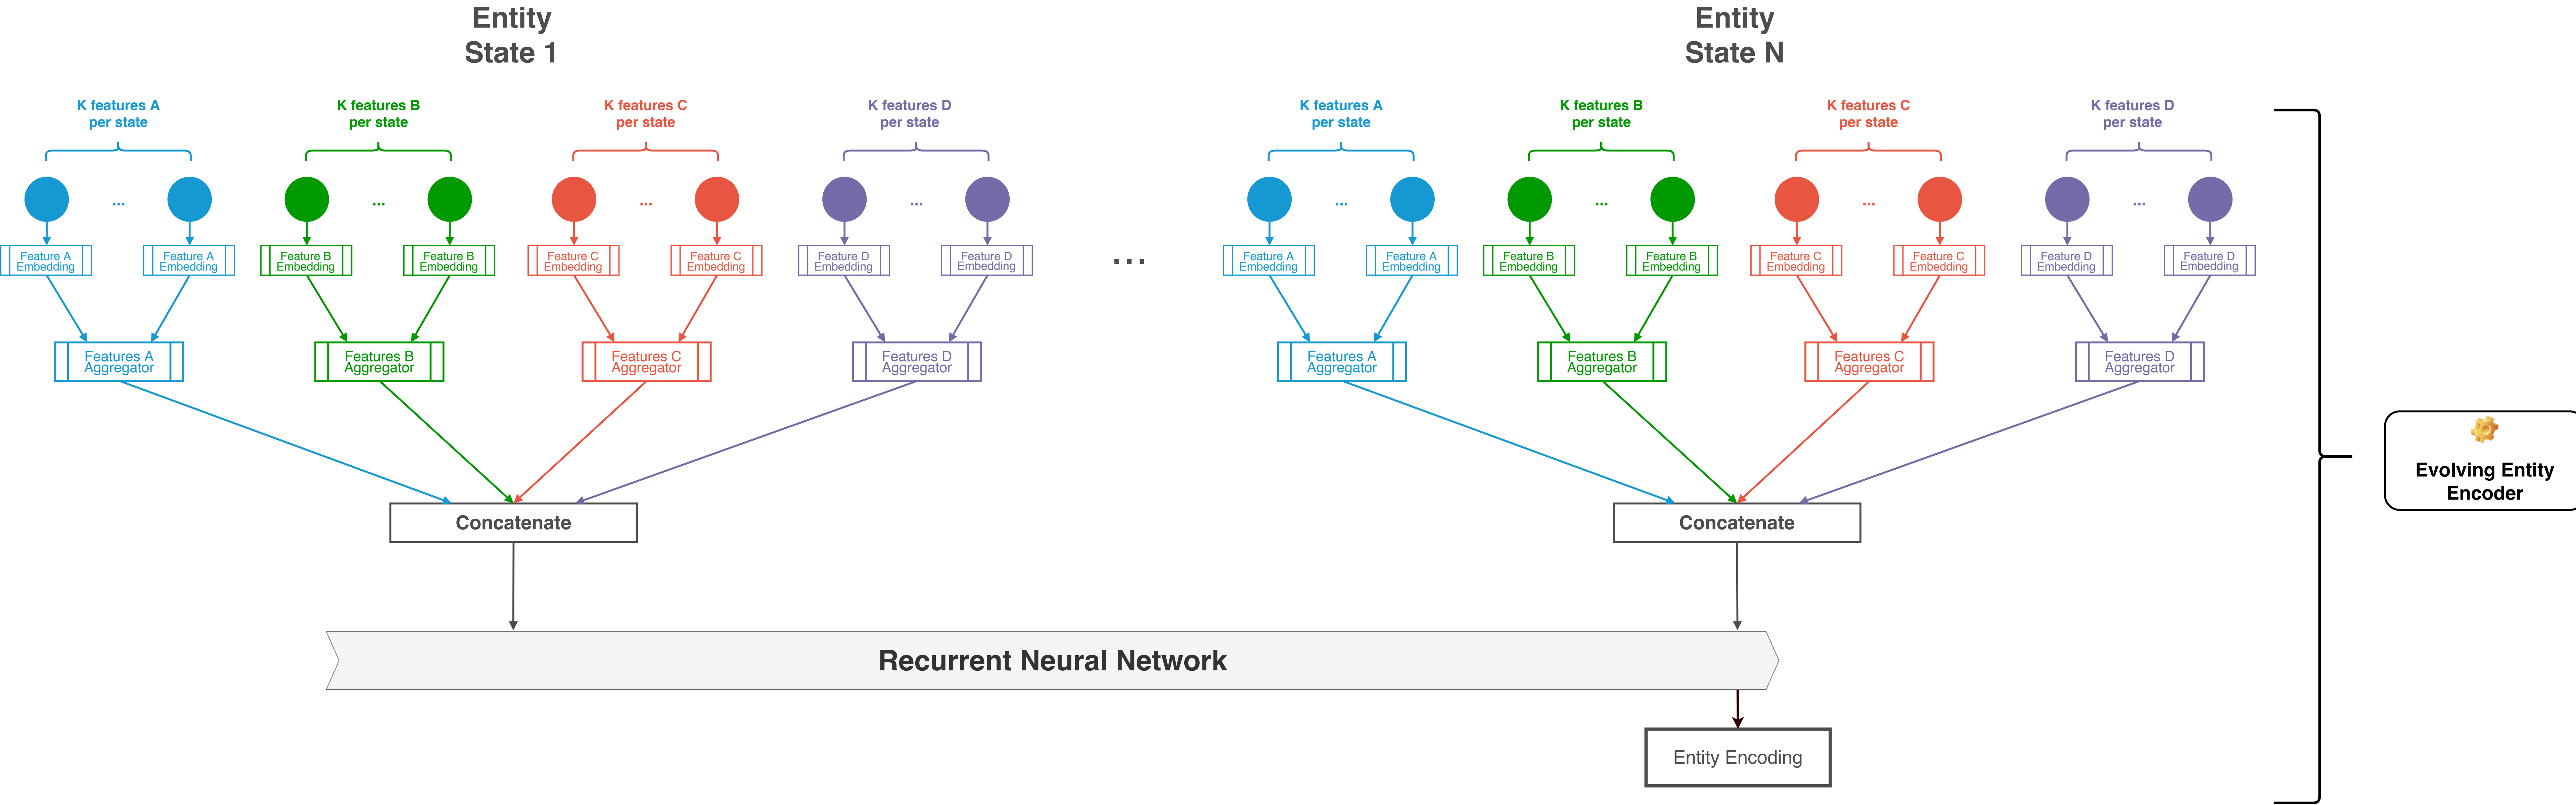 Entity
State 1
Entity
State N
K features A
per state
K features B
per state
K features C
per state
K features D
per state
K features A
per state
K features B
per state
K features C
per state
K features D
per state
...
...
...
...
...
...
...
...
Feature A
Embedding
Feature A
Embedding
Feature B
Embedding
Feature B
Embedding
Feature C
Embedding
Feature C
Embedding
Feature D
Embedding
Feature D
Embedding
...
Feature A
Embedding
Feature A
Embedding
Feature B
Embedding
Feature B
Embedding
Feature C
Embedding
Feature C
Embedding
Feature D
Embedding
Feature D
Embedding
Features A
Aggregator
Features B
Aggregator
Features C
Aggregator
Features D
Aggregator
Features A
Aggregator
Features B
Aggregator
Features C
Aggregator
Features D
Aggregator
Concatenate
Concatenate
Evolving Entity
Encoder
Recurrent Neural Network
Entity Encoding